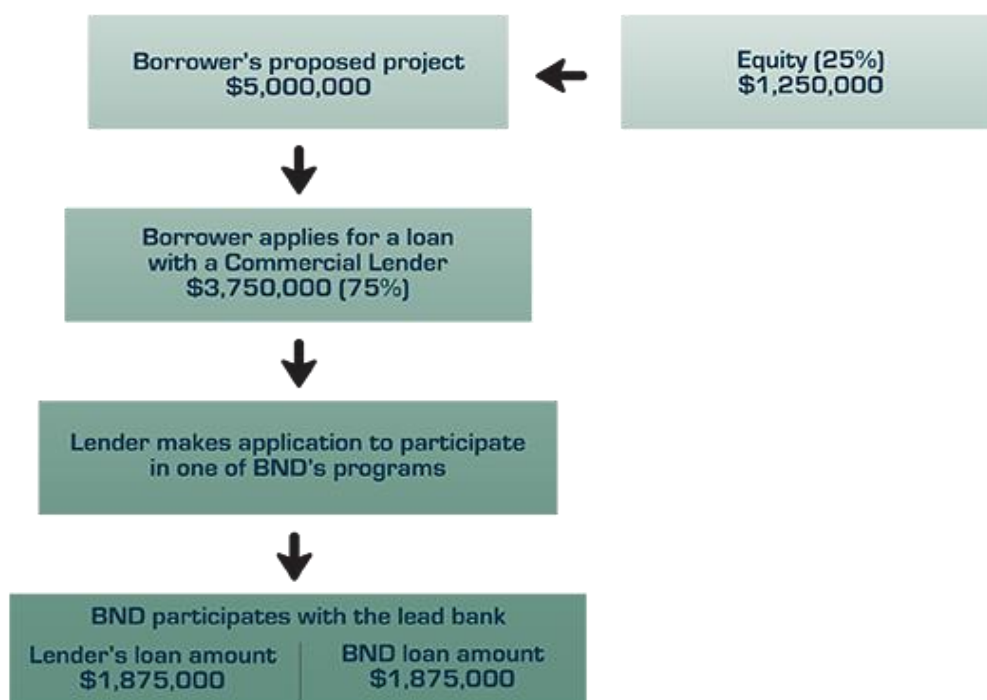 Borrower's proposed project
$5,000,000
Equity (25%)
$1,250,000
Borrower applies for a loan
with a Commercial Lender
$3,750,000 (75%)
Lender makes application to participate
in one of BND's programs
BND participates with the lead bank
Lender's loan amount
$1,875,000
BND loan amount
$1,875,000